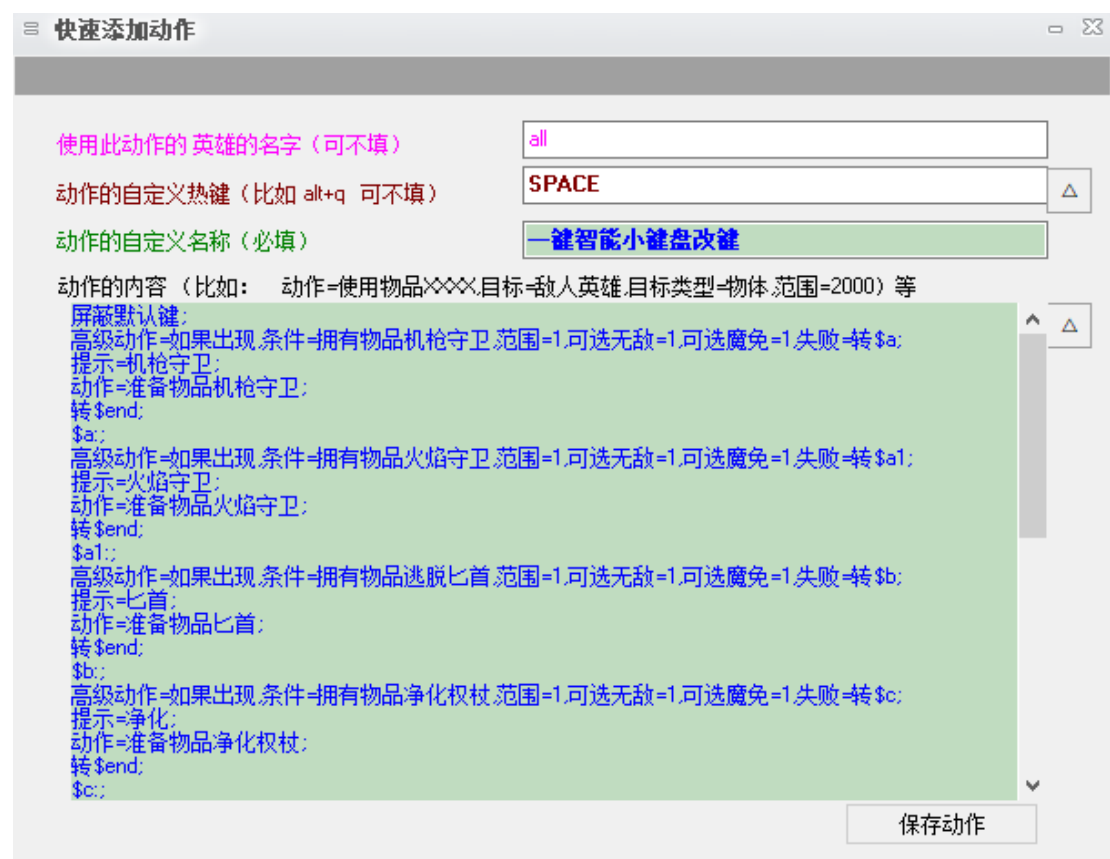 快速添加动作
使用此动作的 英雄的名字（可不填）
all
动作的自定义热键（比如 alt+q 可不填）
SPACE
动作的自定义名称（必填）
一键智能小键盘改键
动作的内容 （比如： 动作=使用物品XXXX,目标=敌人英雄,目标类型=物体,范围=2000）等
屏蔽默认键;
高级动作=如果出现,条件=拥有物品机枪守卫,范围=1,可选无敌=1,可选魔免=1,失败=转$a;
提示=机枪守卫;
动作=准备物品机枪守卫;
转$end;
$a:;
高级动作=如果出现,条件=拥有物品火焰守卫,范围=1,可选无敌=1,可选魔免=1,失败=转$a1;
提示=火焰守卫;
动作=准备物品火焰守卫;
转$end;
$a1:;
高级动作=如果出现,条件=拥有物品逃脱匕首,范围=1,可选无敌=1,可选魔免=1,失败=转$b;
提示=匕首;
动作=准备物品匕首;
转$end;
$b:;
高级动作=如果出现,条件=拥有物品净化权杖,范围=1,可选无敌=1,可选魔免=1,失败=转$c;
提示=净化;
动作=准备物品净化权杖;
转$end;
$c:;
保存动作